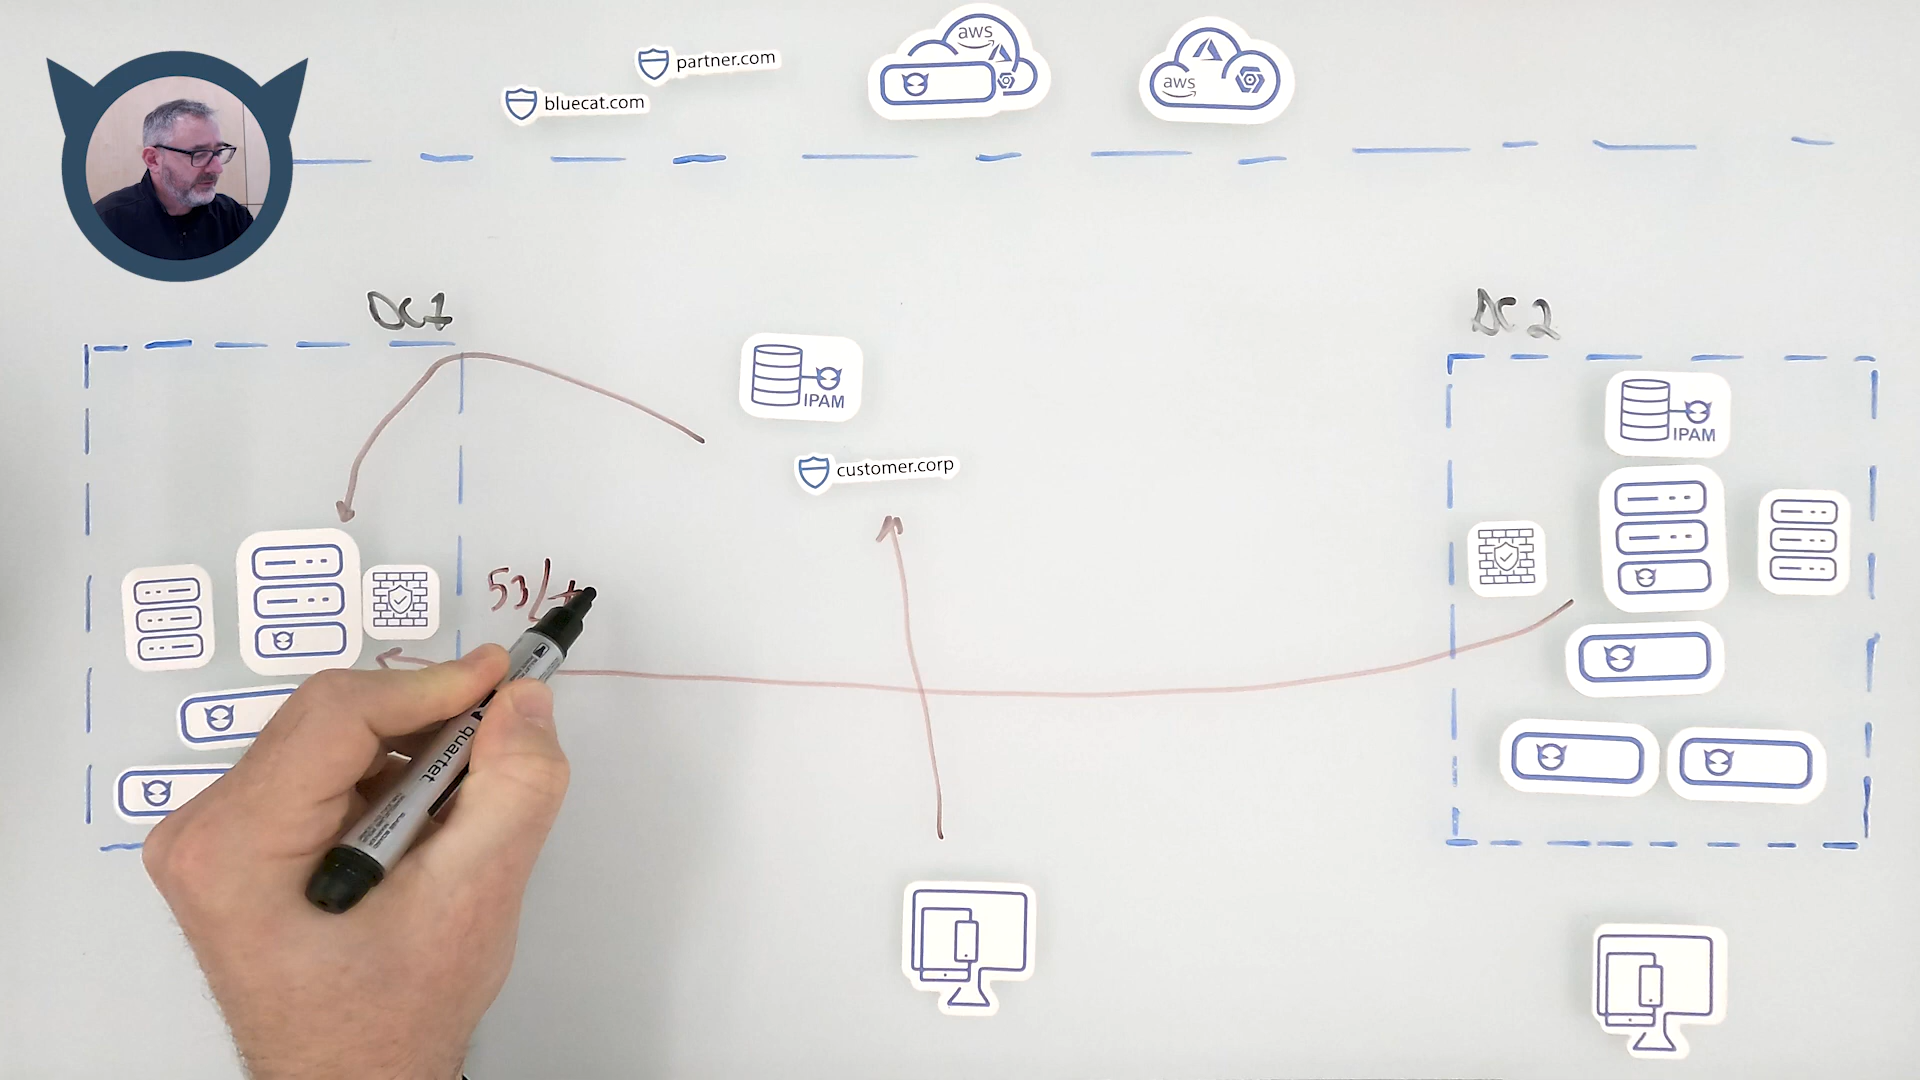 partner.com
aws
bluecat.com
aws
DC1
DC2
IPAM
IPAM
customer.corp
53/t
quartet